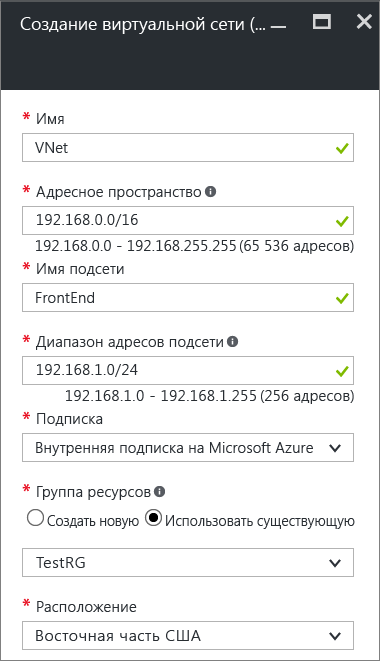 Создание виртуальной сети (...
* Имя
VNet
* Адресное пространство
192.168.0.0/16
192.168.0.0 - 192.168.255.255 (65 536 адресов)
* Имя подсети
FrontEnd
* Диапазон адресов подсети
192.168.1.0/24
192.168.1.0 - 192.168.1.255 (256 адресов)
* Подписка
Внутренняя подписка на Microsoft Azure
* Группа ресурсов
Создать новую Использовать существующую
TestRG
* Расположение
Восточная часть США